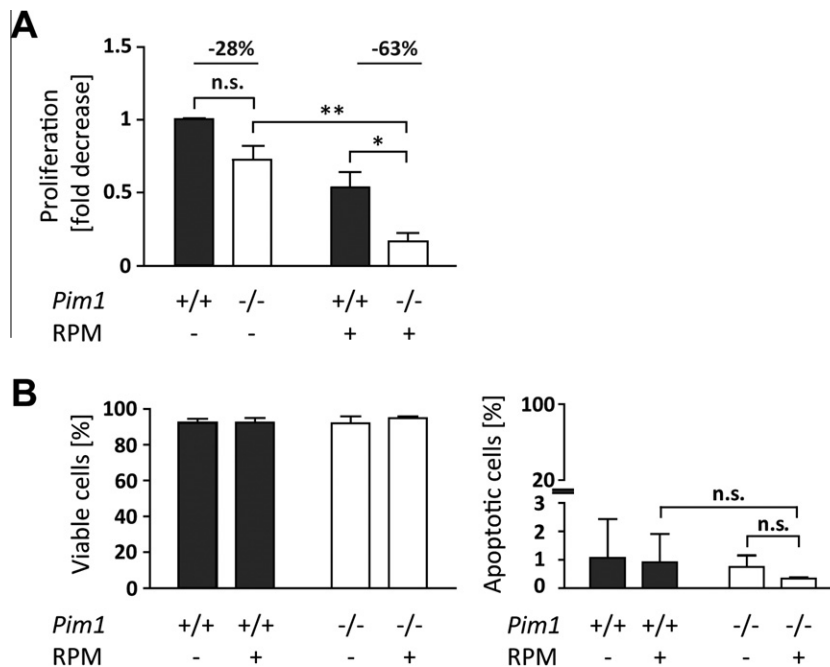 A
-28% -63%
n.s.
**
*
Proliferation
[fold decrease]
1.5
1
0.5
0
Pim1 +/+ -/- +/+ -/-
RPM - - + +
B
Viable cells [%]
100
80
60
40
20
0
Pim1 +/+ +/+ -/- -/-
RPM - + - +
Apoptotic cells [%]
100
20
3
2
1
0
n.s.
n.s.
Pim1 +/+ +/+ -/- -/-
RPM - + - +